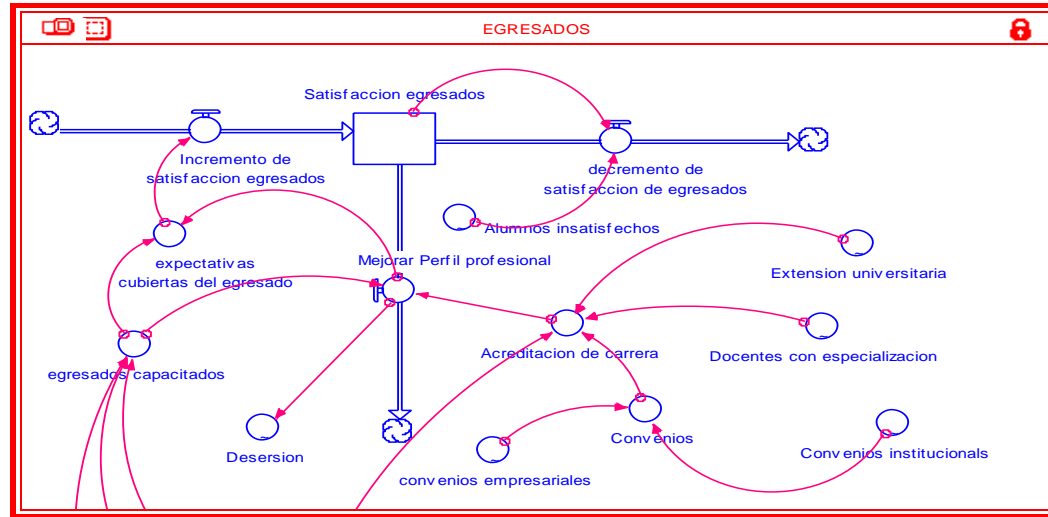 EGRESADOS
Satisfaccion egresados
Incremento de
satisfaccion egresados
decremento de
satisfaccion de egresados
Alumnos insatisfechos
expectativas
cubiertas del egresado
Mejorar Perfil profesional
Extension universitaria
egresados capacitados
Acreditacion de carrera
Docentes con especializacion
Desersion
convenios empresariales
Convenios
Convenios institucionals